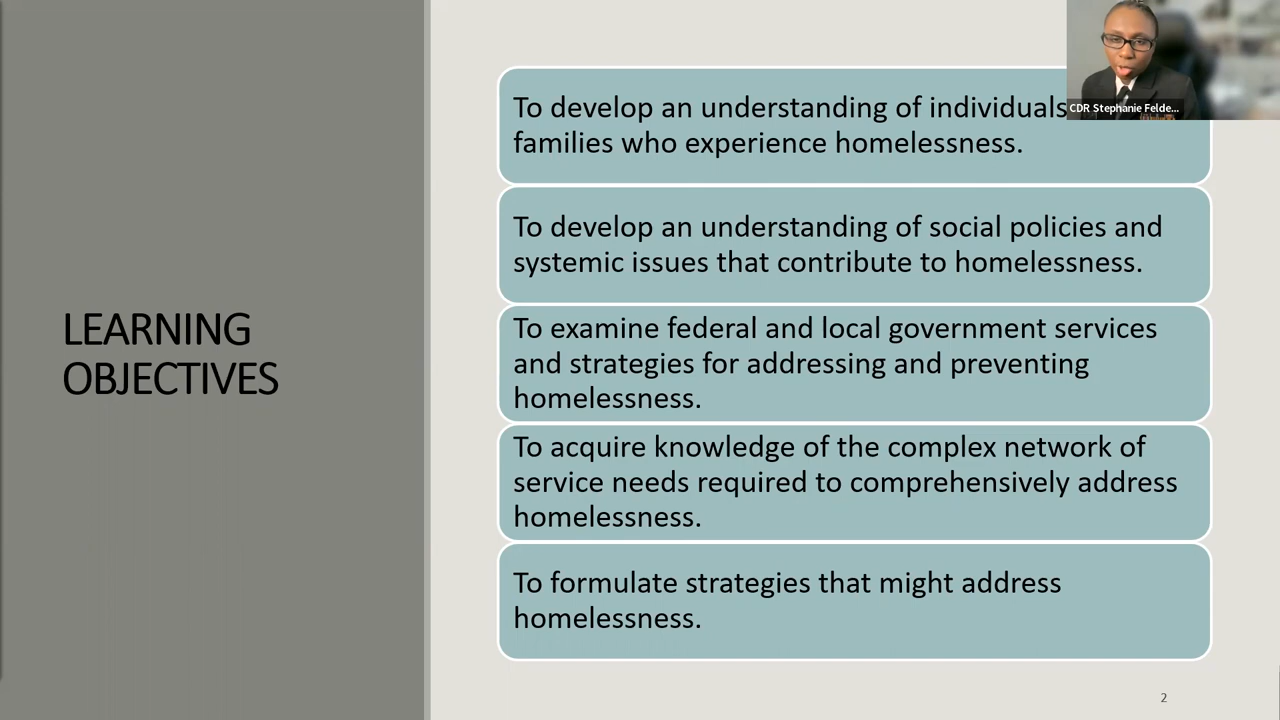 CDR Stephanie Felde...
LEARNING
OBJECTIVES
To develop an understanding of individuals
families who experience homelessness.
To develop an understanding of social policies and
systemic issues that contribute to homelessness.
To examine federal and local government services
and strategies for addressing and preventing
homelessness.
To acquire knowledge of the complex network of
service needs required to comprehensively address
homelessness.
To formulate strategies that might address
homelessness.
2